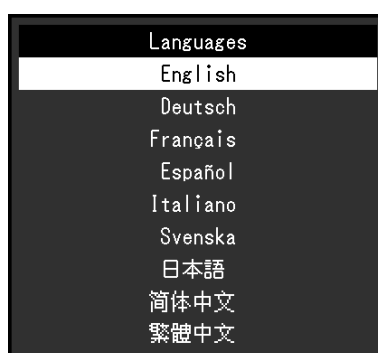 Languages
English
Deutsch
Français
Español
Italiano
Svenska
日本語
简体中文
繁體中文